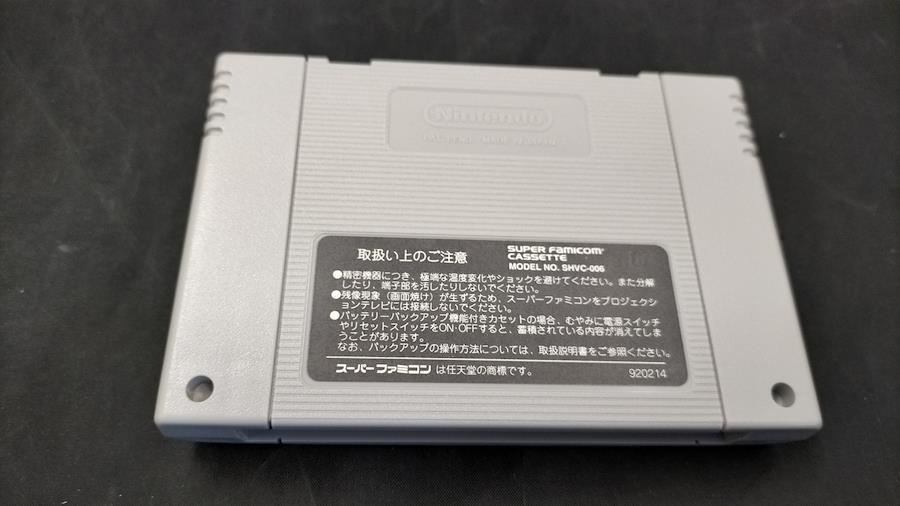 Nintendo
取扱い上のご注意
SUPER FAMICOM
CASSETTE
MODEL NO. SHVC-006
●精密機器につき、極端な温度変化やショックを避けてください。また分解
したり、端子部を汚したりしないでください。
●残像現象（画面焼け）が生ずるため、スーパーファミコンをプロジェクシ
ョンテレビには接続しないでください。
●バッテリーバックアップ機能付きカセットの場合、むやみに電源スイッチ
やリセットスイッチをON・OFFすると、蓄積されている内容が消えてしま
うことがあります。
なお、バックアップの操作方法については、取扱説明書をご参照ください。
スーパーファミコン は任天堂の商標です。
920214